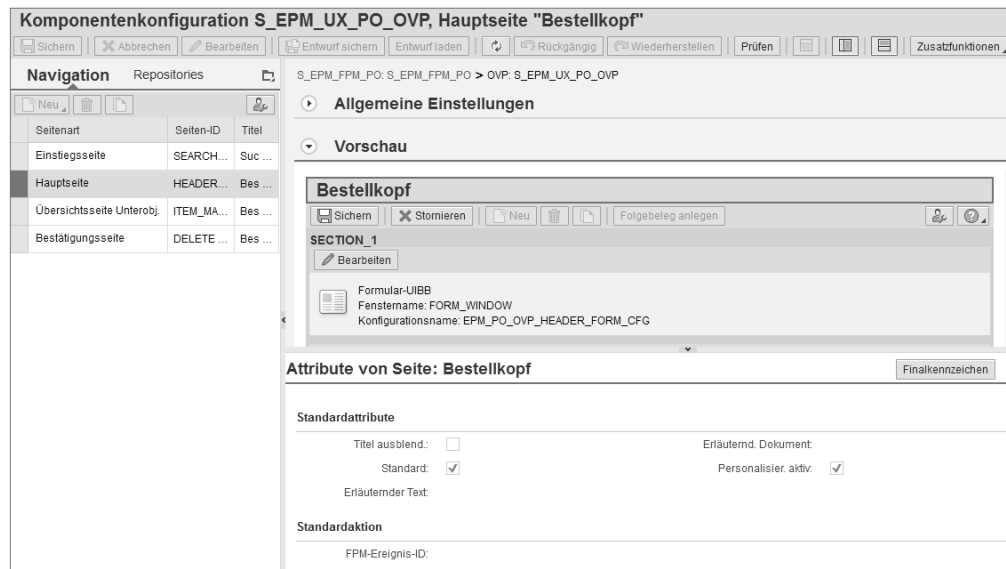 Komponentenkonfiguration S_EPM_UX_PO_OVP, Hauptseite "Bestellkopf"
Sichern Abbrechen Bearbeiten Entwurf sichern Entwurf laden Rückgängig Wiederherstellen Prüfen Zusatzfunktionen
Navigation Repositories
Neu
Seitenart Seiten-ID Titel
Einstiegsseite SEARCH... Suc ...
Hauptseite HEADER... Bes ...
Übersichtsseite Unterobj. ITEM_MA... Bes ...
Bestätigungsseite DELETE ... Bes ...
S_EPM_FPM_PO: S_EPM_FPM_PO > OVP: S_EPM_UX_PO_OVP
Allgemeine Einstellungen
Vorschau
Bestellkopf
Sichern Stornieren Neu Folgebeleg anlegen
SECTION_1
Bearbeiten
Formular-UIBB
Fenstername: FORM_WINDOW
Konfigurationsname: EPM_PO_OVP_HEADER_FORM_CFG
Attribute von Seite: Bestellkopf Finalkennzeichen
Standardattribute
Titel ausblend.: Erläuternd. Dokument:
Standard: Personalisier. aktiv:
Erläuternder Text:
Standardaktion
FPM-Ereignis-ID: